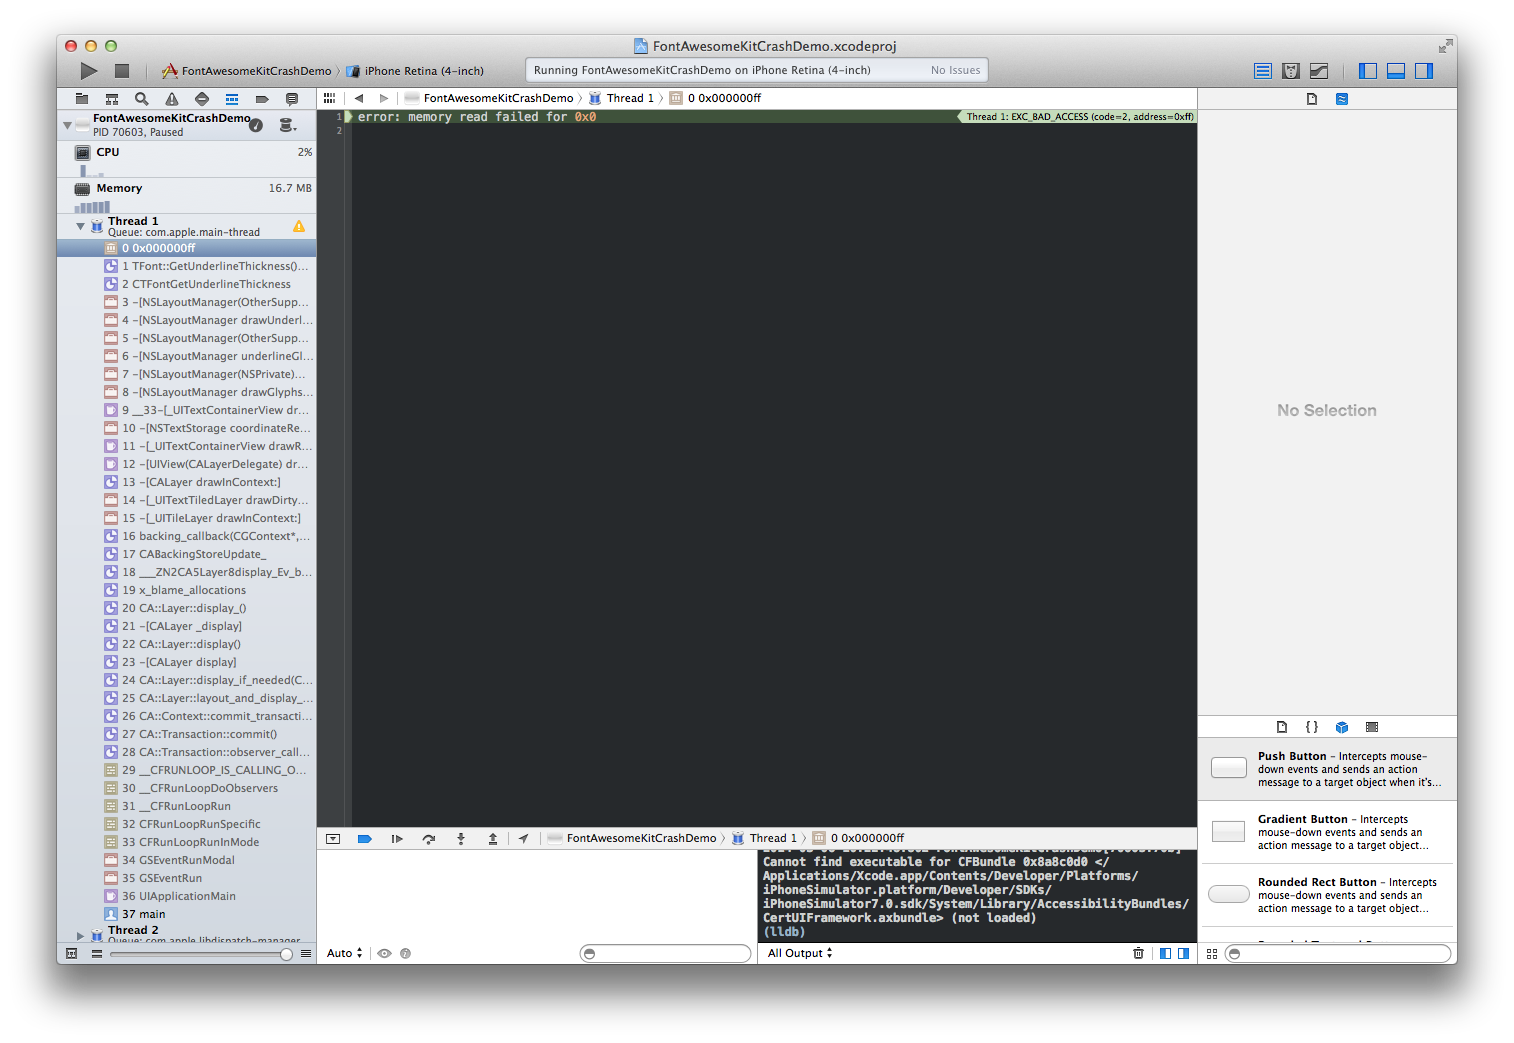 FontAwesomeKitCrashDemo.xcodeproj
FontAwesomeKitCrashDemo
iPhone Retina (4-inch)
Running FontAwesomeKitCrashDemo on iPhone Retina (4-inch)
No Issues
FontAwesomeKitCrashDemo
Thread 1
0 0x000000ff
FontAwesomeKitCrashDemo
PID 70603, Paused
CPU
2%
Memory
16.7 MB
Thread 1
Queue: com.apple.main-thread
0 0x000000ff
1 TFont::GetUnderlineThickness()...
2 CTFontGetUnderlineThickness
3 -[NSLayoutManager(OtherSupp...
4 -[NSLayoutManager drawUnderl...
5 -[NSLayoutManager(OtherSupp...
6 -[NSLayoutManager underlineGl...
7 -[NSLayoutManager(NSPrivate)...
8 -[NSLayoutManager drawGlyphs...
9 __33-[_UITextContainerView dr...
10 -[NSTextStorage coordinateRe...
11 -[_UITextContainerView drawR...
12 -[UIView(CALayerDelegate) dr...
13 -[CALayer drawInContext:]
14 -[_UITextTiledLayer drawDirty...
15 -[_UITileLayer drawInContext:]
16 backing_callback(CGContext*,...
17 CABackingStoreUpdate_
18 ___ZN2CA5Layer8display_Ev_b...
19 x_blame_allocations
20 CA::Layer::display_()
21 -[CALayer _display]
22 CA::Layer::display()
23 -[CALayer display]
24 CA::Layer::display_if_needed(C...
25 CA::Layer::layout_and_display_...
26 CA::Context::commit_transacti...
27 CA::Transaction::commit()
28 CA::Transaction::observer_call...
29 __CFRUNLOOP_IS_CALLING_O...
30 __CFRunLoopDoObservers
31 __CFRunLoopRun
32 CFRunLoopRunSpecific
33 CFRunLoopRunInMode
34 GSEventRunModal
35 GSEventRun
36 UIApplicationMain
37 main
Thread 2
Queue: com.apple.libdispatch-manager
1 error: memory read failed for 0x0
Thread 1: EXC_BAD_ACCESS (code=2, address=0xff)
2
FontAwesomeKitCrashDemo
Thread 1
0 0x000000ff
Cannot find executable for CFBundle 0x8a8c0d0 </
Applications/Xcode.app/Contents/Developer/Platforms/
iPhoneSimulator.platform/Developer/SDKs/
iPhoneSimulator7.0.sdk/System/Library/AccessibilityBundles/
CertUIFramework.axbundle> (not loaded)
(lldb)
Auto
All Output
No Selection
Push Button – Intercepts mouse-
down events and sends an action
message to a target object when it's...
Gradient Button – Intercepts
mouse-down events and sends an
action message to a target object...
Rounded Rect Button – Intercepts
mouse-down events and sends an
action message to a target object...